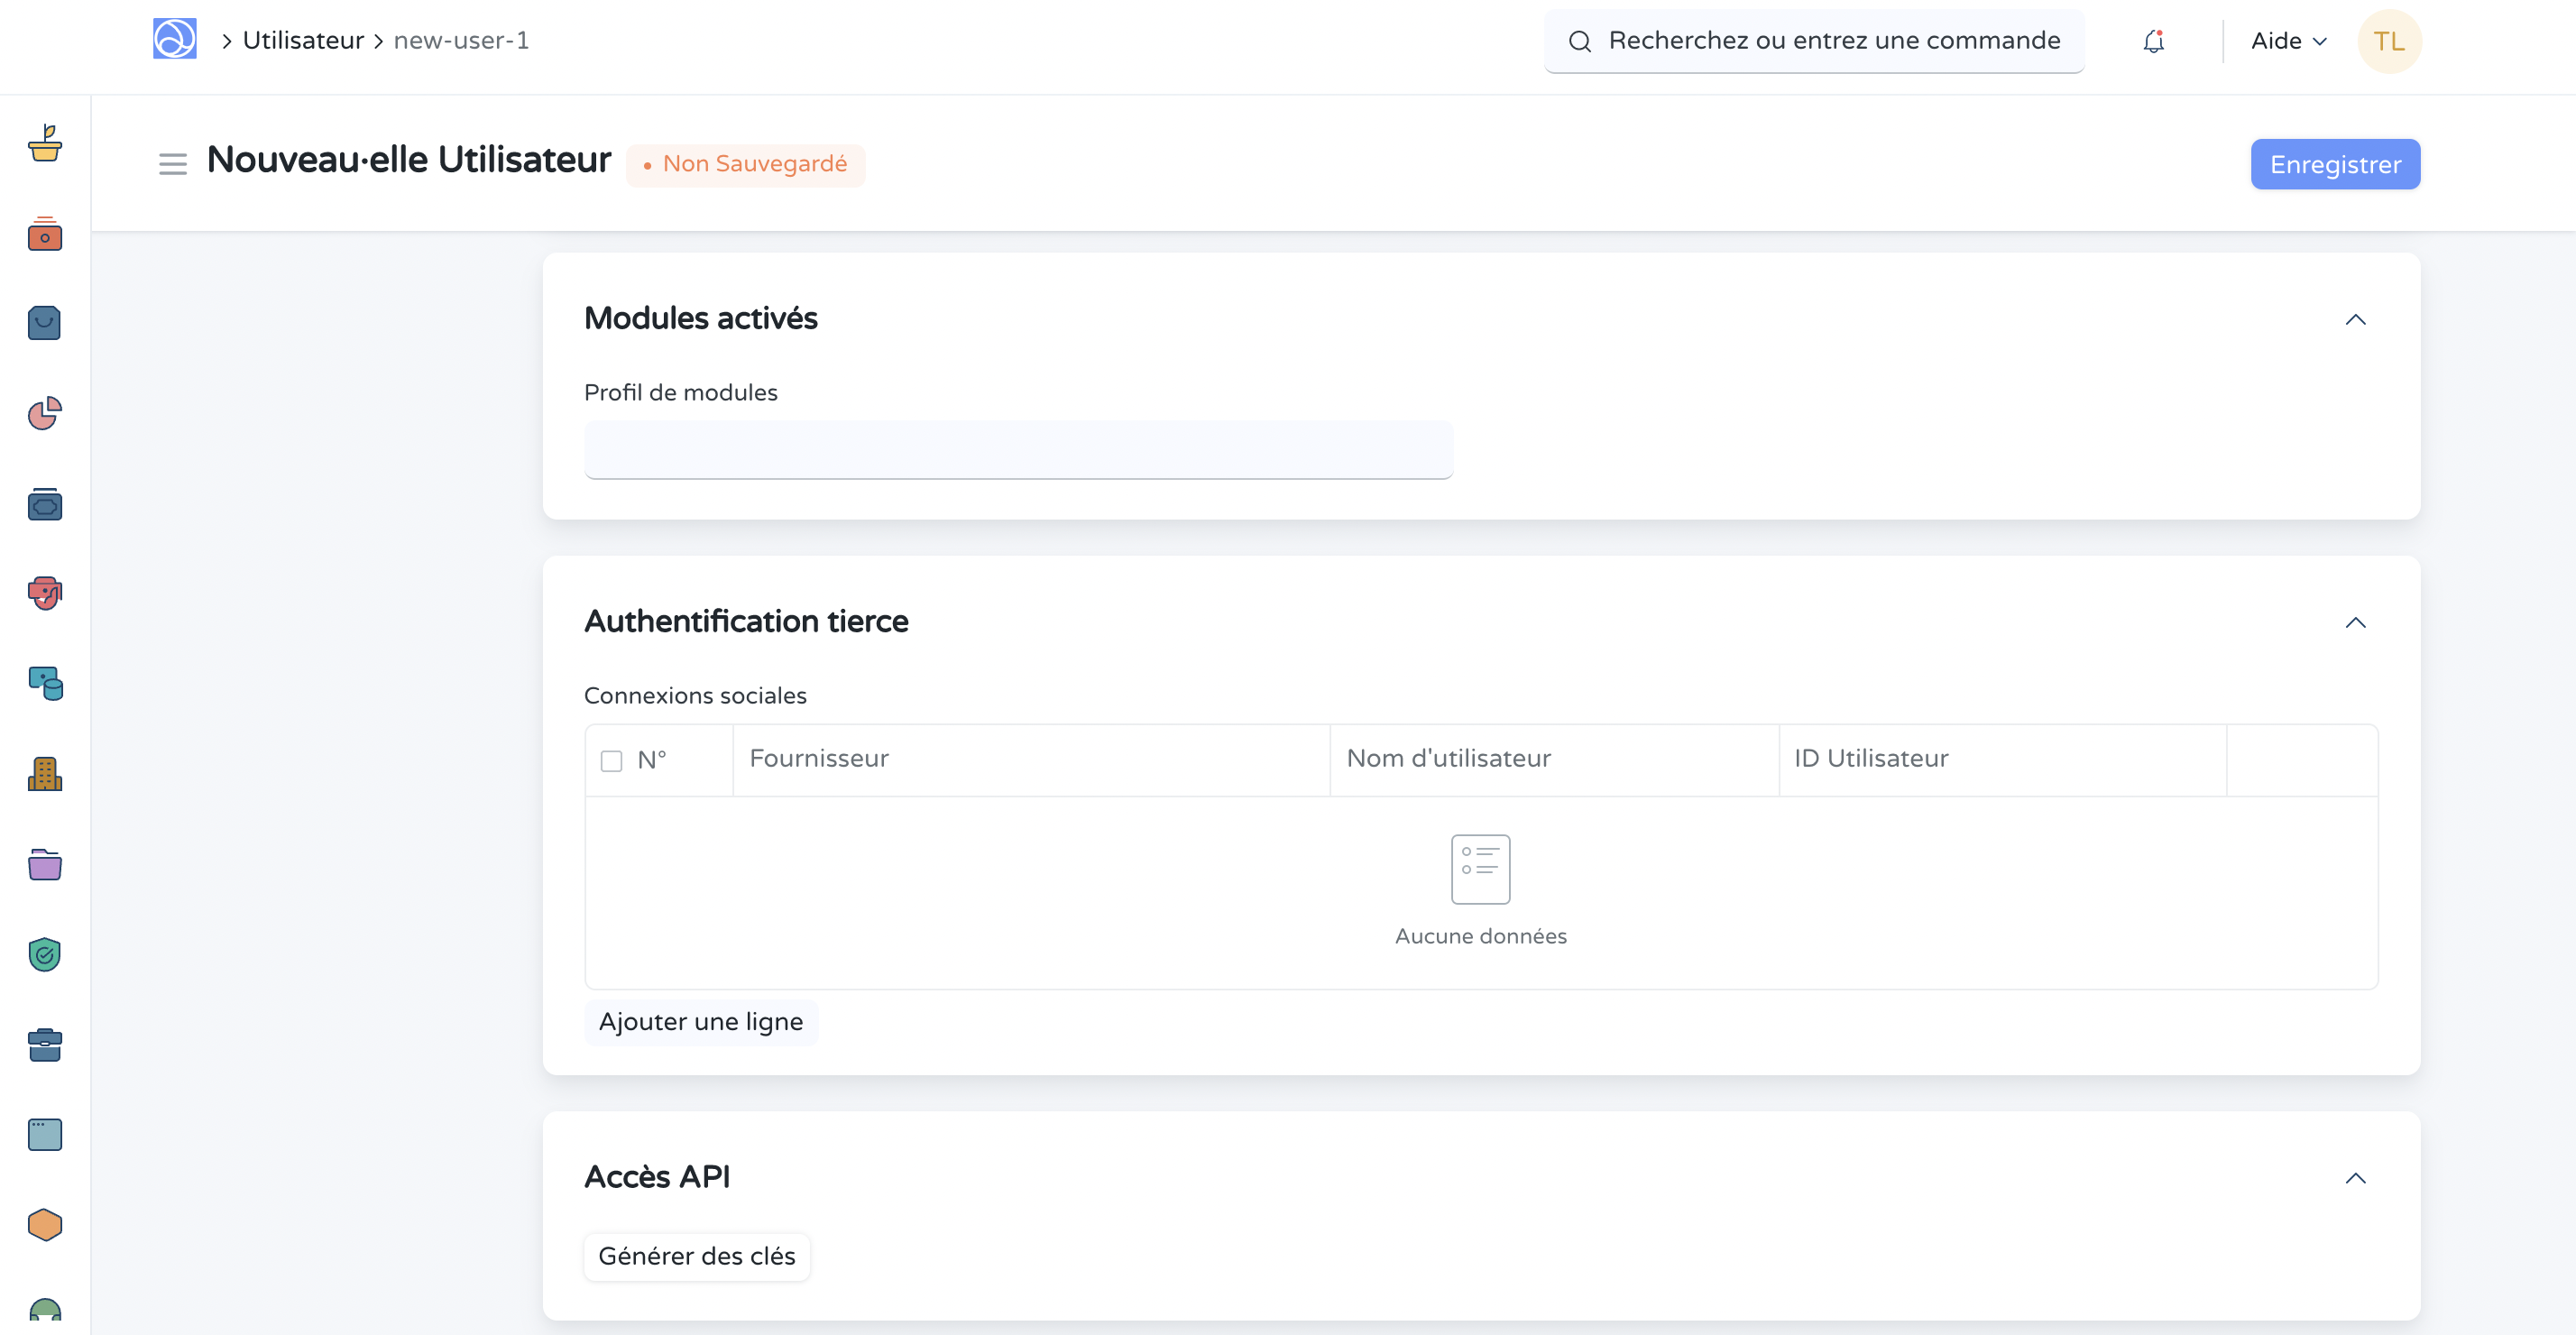 Utilisateur
new-user-1
Recherchez ou entrez une commande
Aide
TL
Nouveau·elle Utilisateur
Non Sauvegardé
Enregistrer
Modules activés
Profil de modules
Authentification tierce
Connexions sociales
N°
Fournisseur
Nom d'utilisateur
ID Utilisateur
Aucune données
Ajouter une ligne
Accès API
Générer des clés